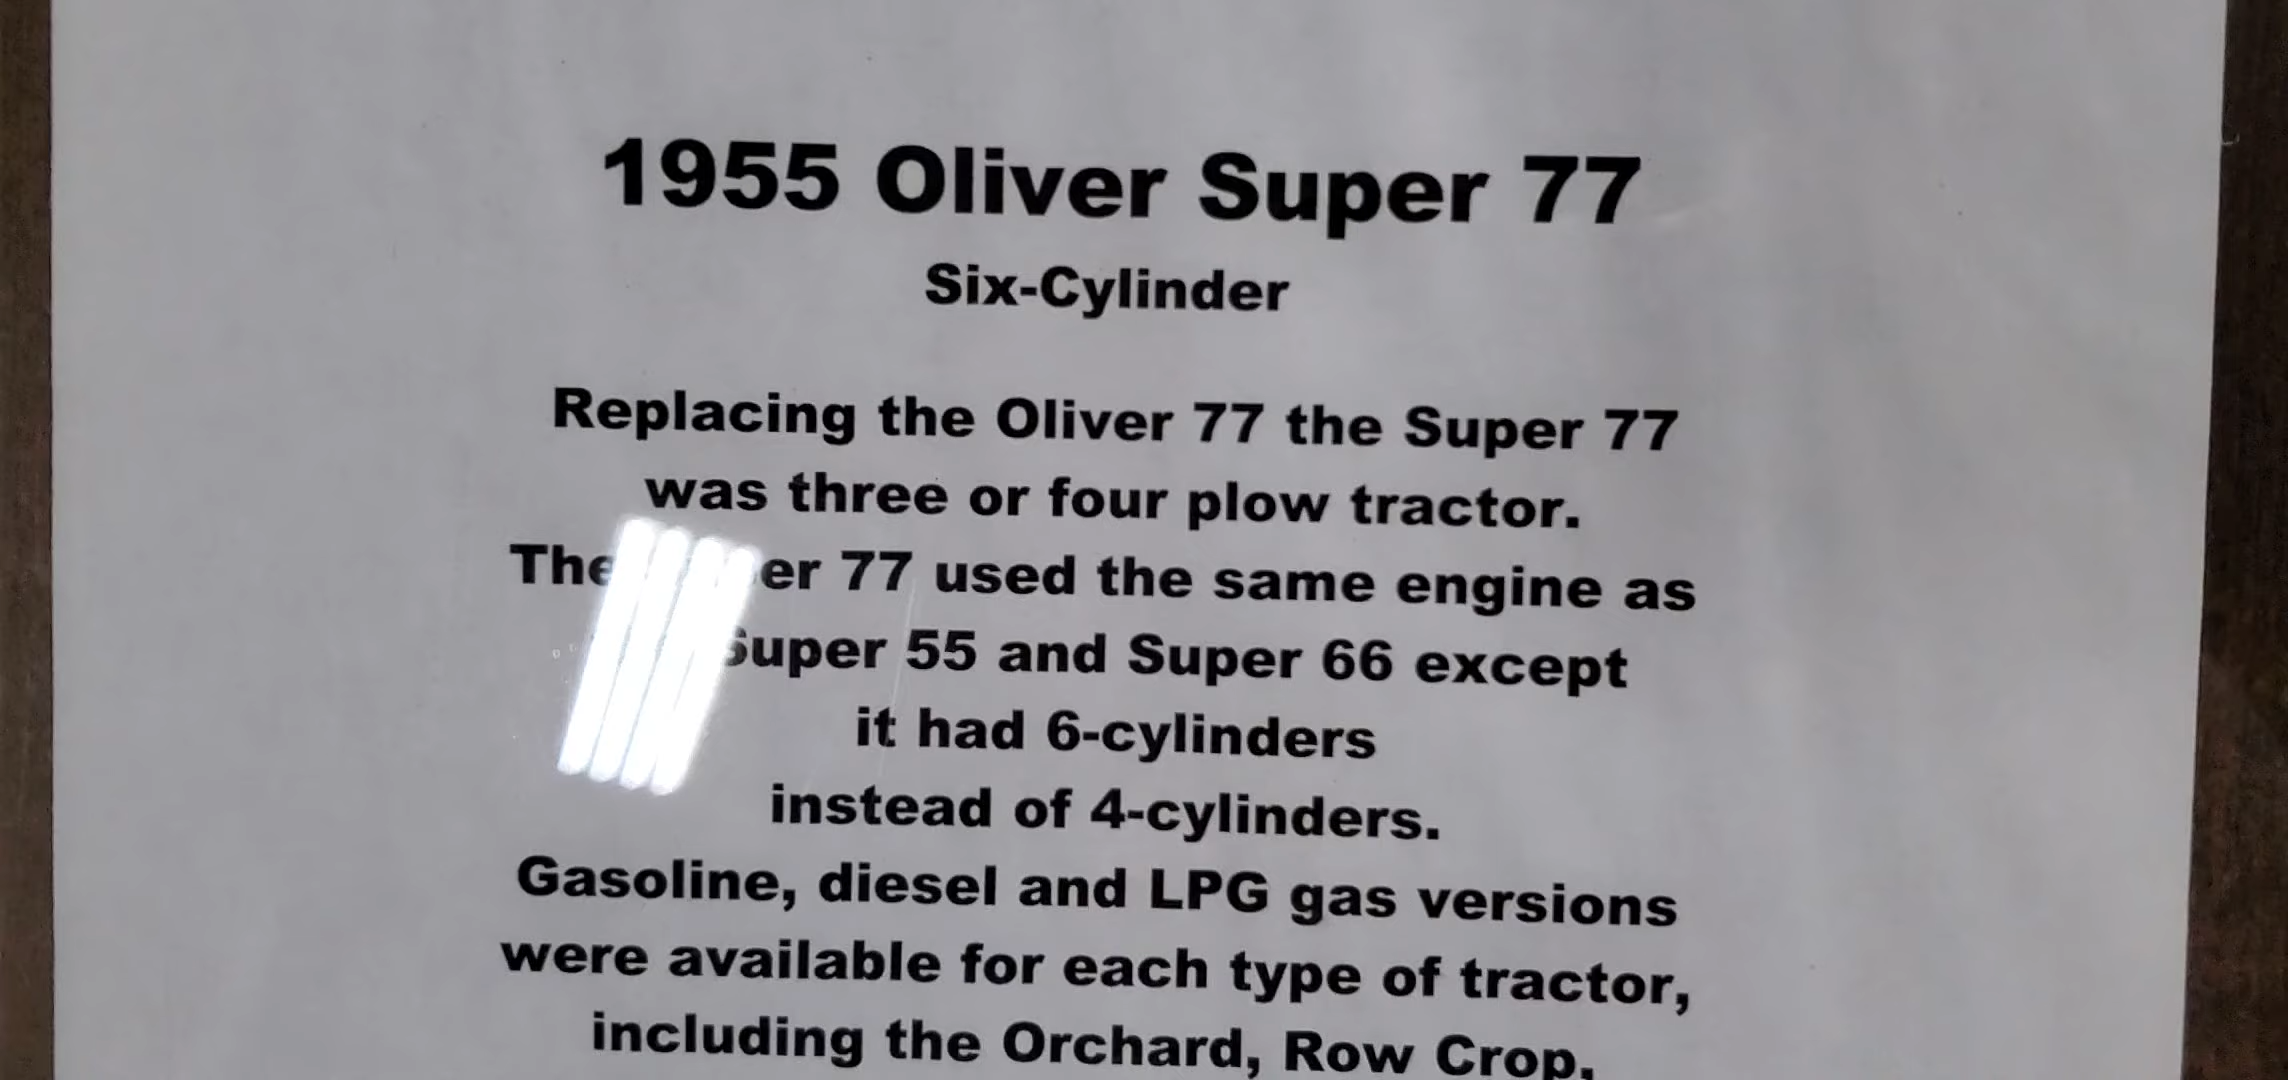 1955 Oliver Super 77
Six-Cylinder
Replacing the Oliver 77 the Super 77
was three or four plow tractor.
The 77 used the same engine as
Super 55 and Super 66 except
it had 6-cylinders
instead of 4-cylinders.
Gasoline, diesel and LPG gas versions
were available for each type of tractor,
including the Orchard, Row Crop,